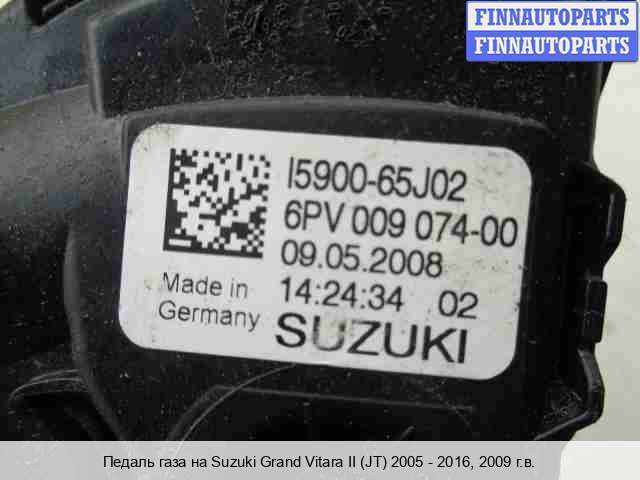 FINNAUTOPARTS
FINNAUTOPARTS
I5900-65J02
6PV 009 074-00
09.05.2008
Made in 14:24:34 02
Germany SUZUKI
Педаль газа на Suzuki Grand Vitara II (JT) 2005 - 2016, 2009 г.в.